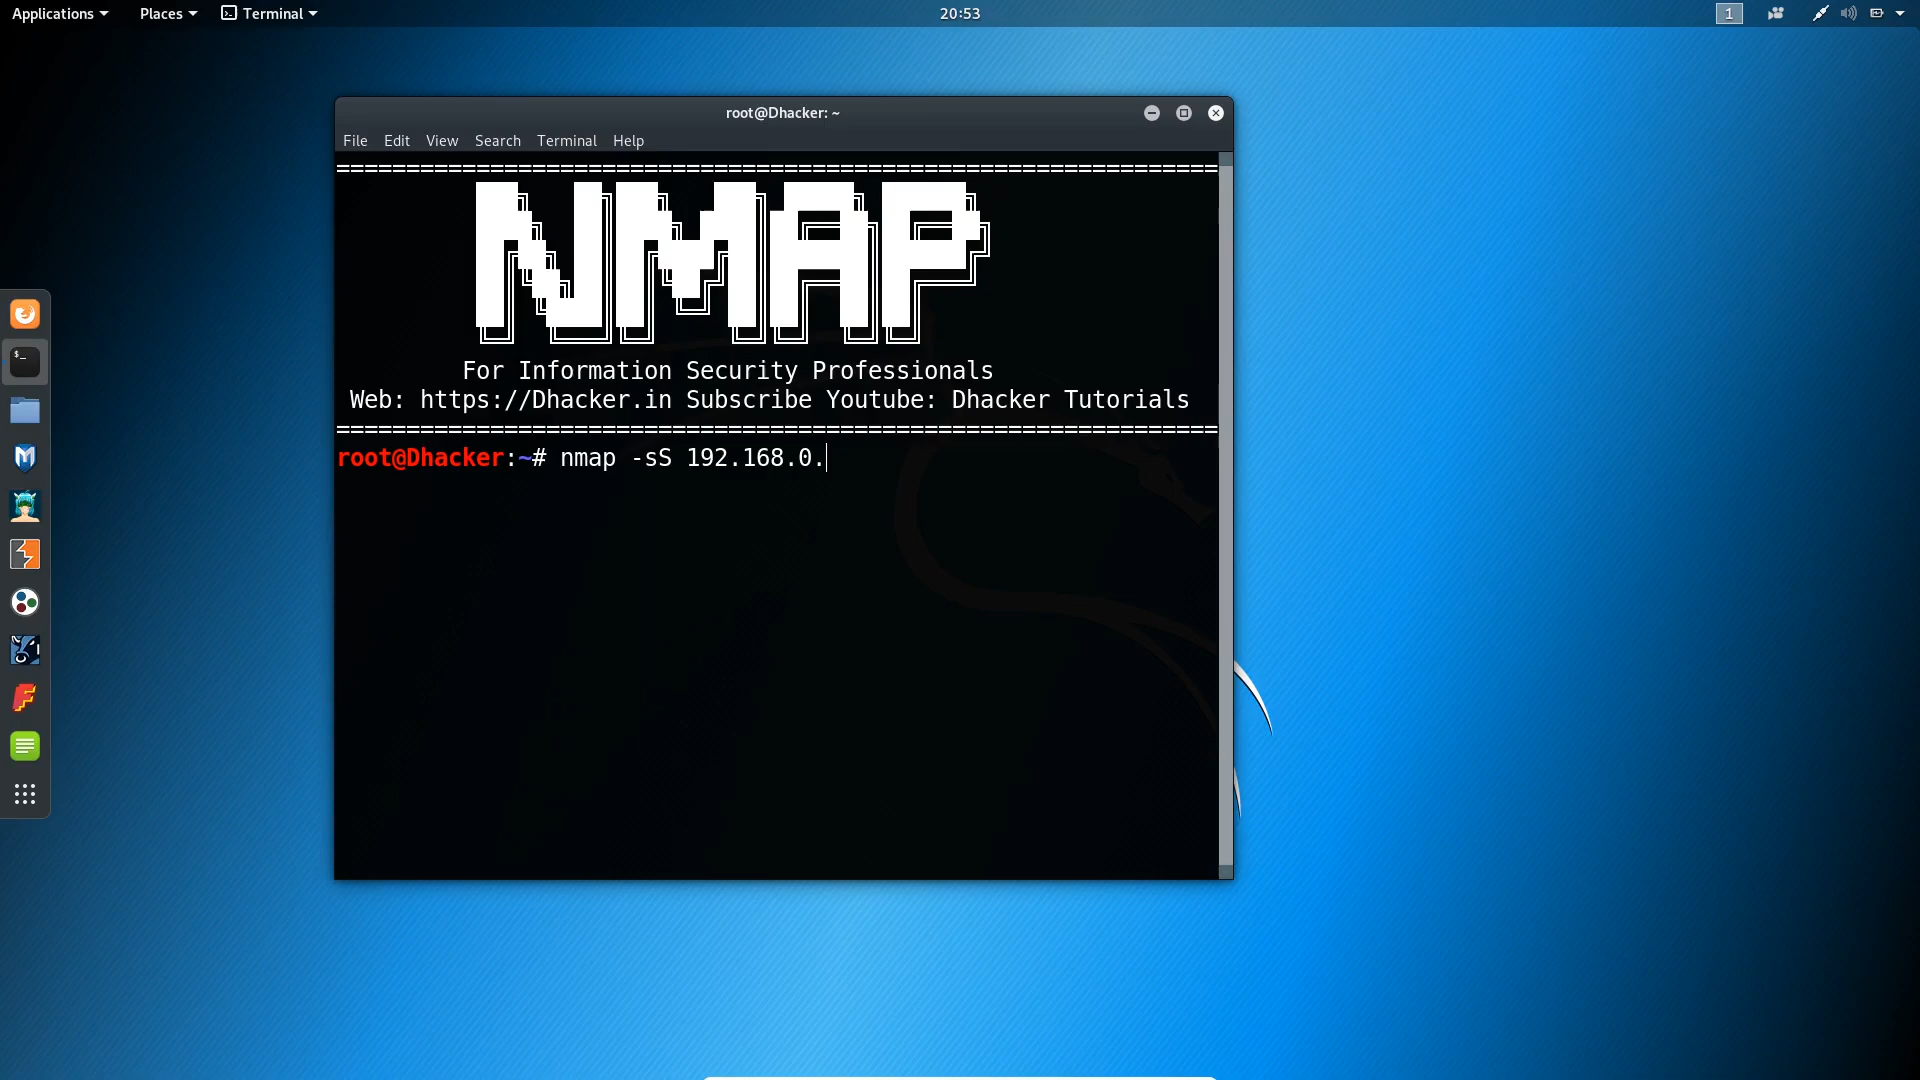 Applications Places Terminal 20:53 1
root@Dhacker: ~
File Edit View Search Terminal Help
===============================================================
NMAP
For Information Security Professionals
Web: https://Dhacker.in Subscribe Youtube: Dhacker Tutorials
===============================================================
root@Dhacker:~# nmap -sS 192.168.0.
$_